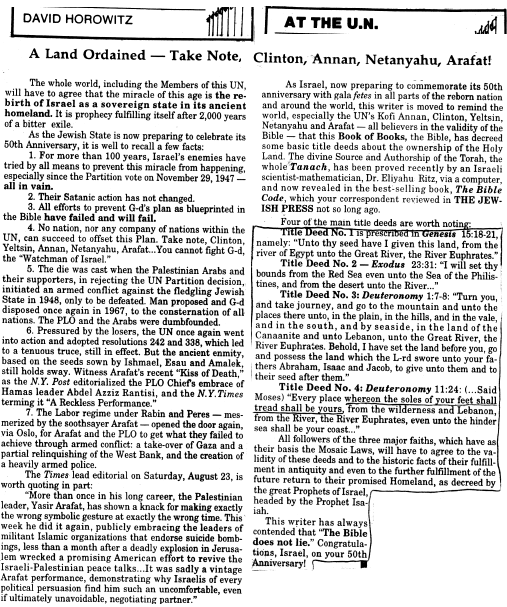 DAVID HOROWITZ
AT THE U.N.
A Land Ordained — Take Note, Clinton, Annan, Netanyahu, Arafat!
The whole world, including the Members of this UN,
will have to agree that the miracle of this age is the re-
birth of Israel as a sovereign state in its ancient
homeland. It is prophecy fulfilling itself after 2,000 years
of a bitter exile.
As the Jewish State is now preparing to celebrate its
50th Anniversary, it is well to recall a few facts:
1. For more than 100 years, Israel's enemies have
tried by all means to prevent this miracle from happening,
especially since the Partition vote on November 29, 1947 —
all in vain.
2. Their Satanic action has not changed.
3. All efforts to prevent G-d's plan as blueprinted in
the Bible have failed and will fail.
4. No nation, nor any company of nations within the
UN, can succeed to offset this Plan. Take note, Clinton,
Yeltsin, Annan, Netanyahu, Arafat...You cannot fight G-d,
the "Watchman of Israel."
5. The die was cast when the Palestinian Arabs and
their supporters, in rejecting the UN Partition Decision,
initiated an armed conflict against the fledgling Jewish
State in 1948, only to be defeated. Man proposed and G-d
disposed once again in 1967, to the consternation of all
nations. The PLO and the Arabs were dumbfounded.
6. Pressured by the losers, the UN once again went
into action and adopted resolutions 242 and 338, which led
to a tenuous truce, still in effect. But the ancient enmity,
based on the seeds sown by Ishmael, Esau and Amalek,
still holds sway. Witness Arafat's recent "Kiss of Death,"
as the N.Y. Post editorialized the PLO Chief's embrace of
Hamas leader Abdel Azziz Rantisi, and the N.Y.Times
terming it "A Reckless Performance."
7. The Labor regime under Rabin and Peres — mes-
merized by the soothsayer Arafat — opened the door again,
via Oslo, for Arafat and the PLO to get what they failed to
achieve through armed conflict: a take-over of Gaza and a
partial relinquishing of the West Bank, and the creation of
a heavily armed police.
The Times lead editorial on Saturday, August 23, is
worth quoting in part:
"More than once in his long career, the Palestinian
leader, Yasir Arafat, has shown a knack for making exactly
the wrong symbolic gesture at exactly the wrong time. This
week he did it again, publicly embracing the leaders of
militant Islamic organizations that endorse suicide bomb-
ings, less than a month after a deadly explosion in Jerusa-
lem wrecked a promising American effort to revive the
Israeli-Palestinian peace talks...It was sadly a vintage
Arafat performance, demonstrating why Israelis of every
political persuasion find him such an uncomfortable, even
if ultimately unavoidable, negotiating partner."
As Israel, now preparing to commemorate its 50th
anniversary with gala fetes in all parts of the reborn nation
and around the world, this writer is moved to remind the
world, especially the UN's Kofi Annan, Clinton, Yeltsin,
Netanyahu and Arafat — all believers in the validity of the
Bible — that this Book of Books, the Bible, has decreed
some basic title deeds about the ownership of the Holy
Land. The divine Source and Authorship of the Torah, the
whole Tanach, has been proved recently by an Israeli
scientist-mathematician, Dr. Eliyahu Ritz, via a computer,
and now revealed in the best-selling book, The Bible
Code, which your correspondent reviewed in THE JEW-
ISH PRESS not so long ago.
Four of the main title deeds are worth noting:
Title Deed No. 1 is prescribed in Genesis 15:18-21,
namely: "Unto thy seed have I given this land, from the
river of Egypt unto the Great River, the River Euphrates."
Title Deed No. 2 — Exodus 23:31: "I will set thy
bounds from the Red Sea even unto the Sea of the Philis-
tines, and from the desert unto the River..."
Title Deed No. 3: Deuteronomy 1:7-8: "Turn you,
and take journey, and go to the mountain and unto the
places there unto, in the plain, in the hills, and in the vale,
and in the south, and by seaside, in the land of the
Canaanite and unto Lebanon, unto the Great River, the
River Euphrates. Behold, I have set the land before you, go
and possess the land which the L-rd swore unto your fa-
thers Abraham, Isaac and Jacob, to give unto them and to
their seed after them."
Title Deed No. 4: Deuteronomy 11:24: (...Said
Moses) "Every place whereon the soles of your feet shall
tread shall be yours, from the wilderness and Lebanon,
from the River, the River Euphrates, even unto the hinder
sea shall be your coast..."
All followers of the three major faiths, which have as
their basis the Mosaic Laws, will have to agree to the va-
lidity of these deeds and to the historic facts of their fulfill-
ment in antiquity and even to the further fulfillment of the
future return to their promised Homeland, as decreed by
the great Prophets of Israel,
headed by the Prophet Isa-
iah.
This writer has always
contended that "The Bible
does not lie." Congratula-
tions, Israel, on your 50th
Anniversary!